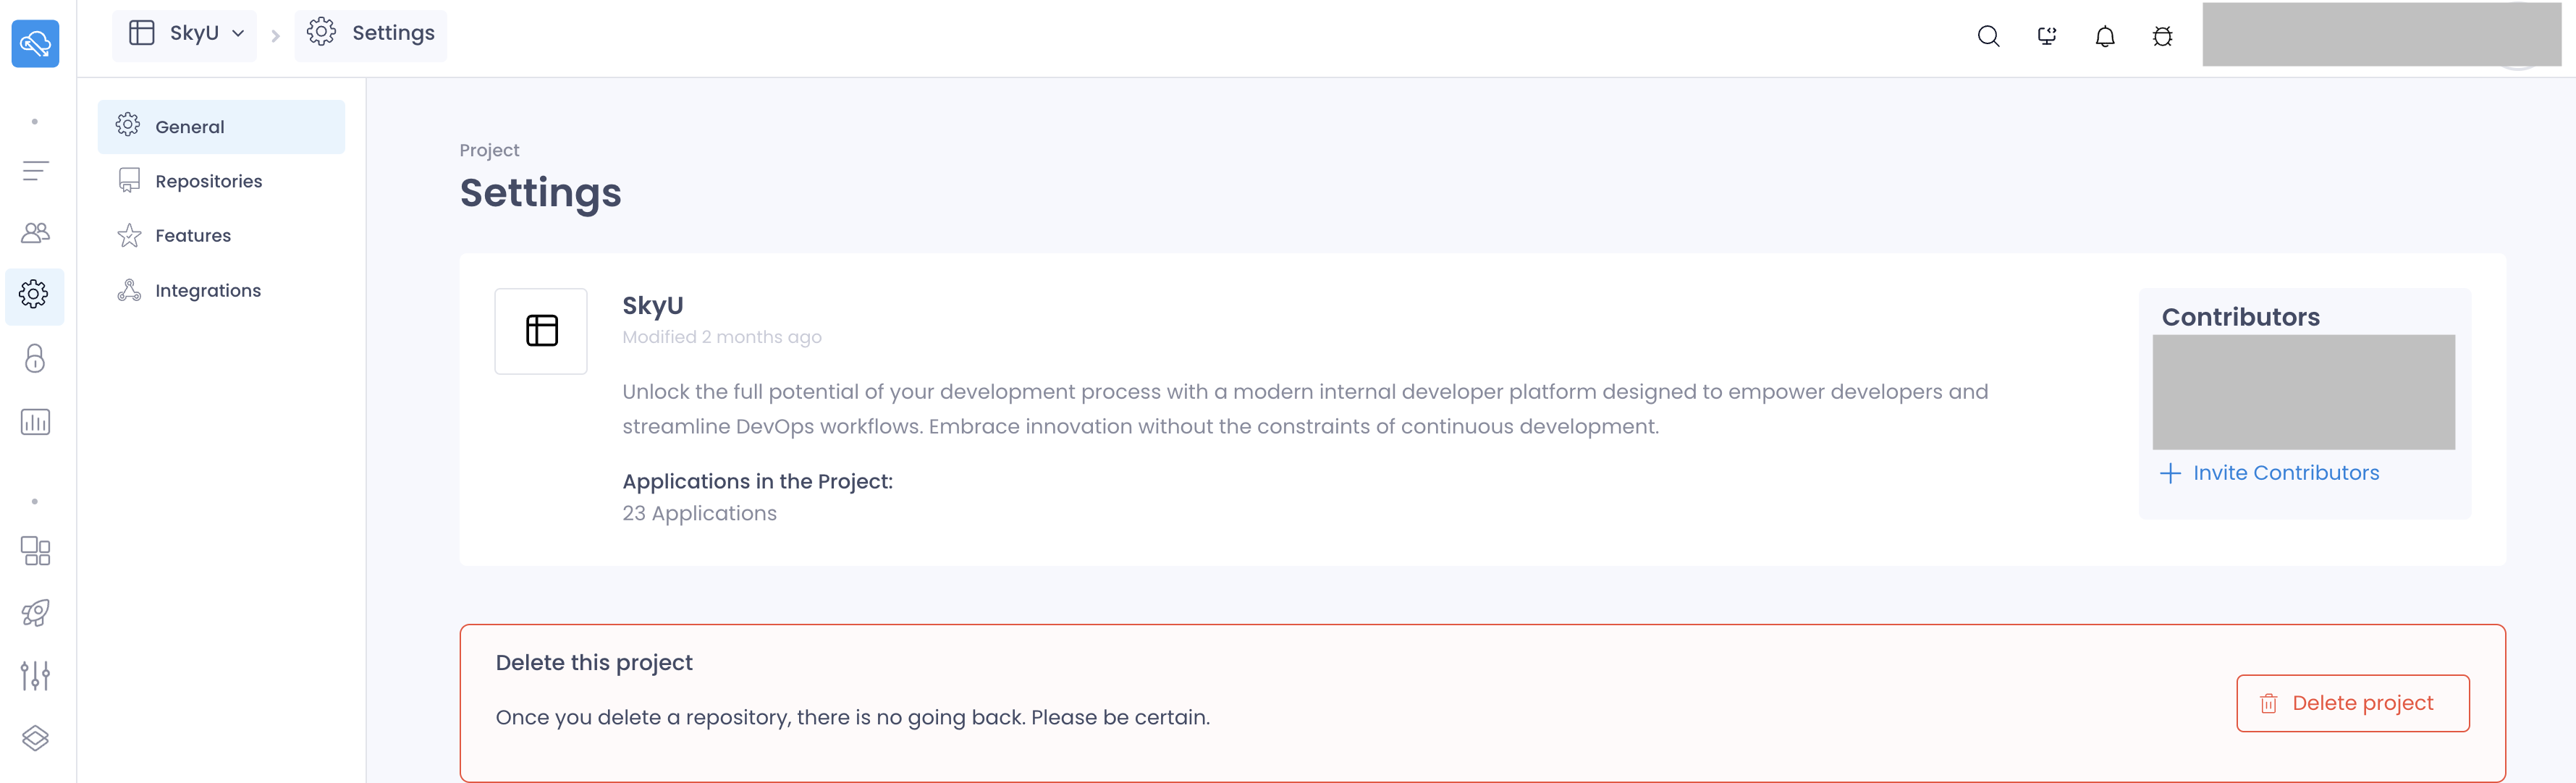 SkyU
Settings
General
Repositories
Features
Integrations
Project
Settings
SkyU
Modified 2 months ago
Unlock the full potential of your development process with a modern internal developer platform designed to empower developers and
streamline DevOps workflows. Embrace innovation without the constraints of continuous development.
Applications in the Project:
23 Applications
Contributors
Invite Contributors
Delete this project
Once you delete a repository, there is no going back. Please be certain.
Delete project